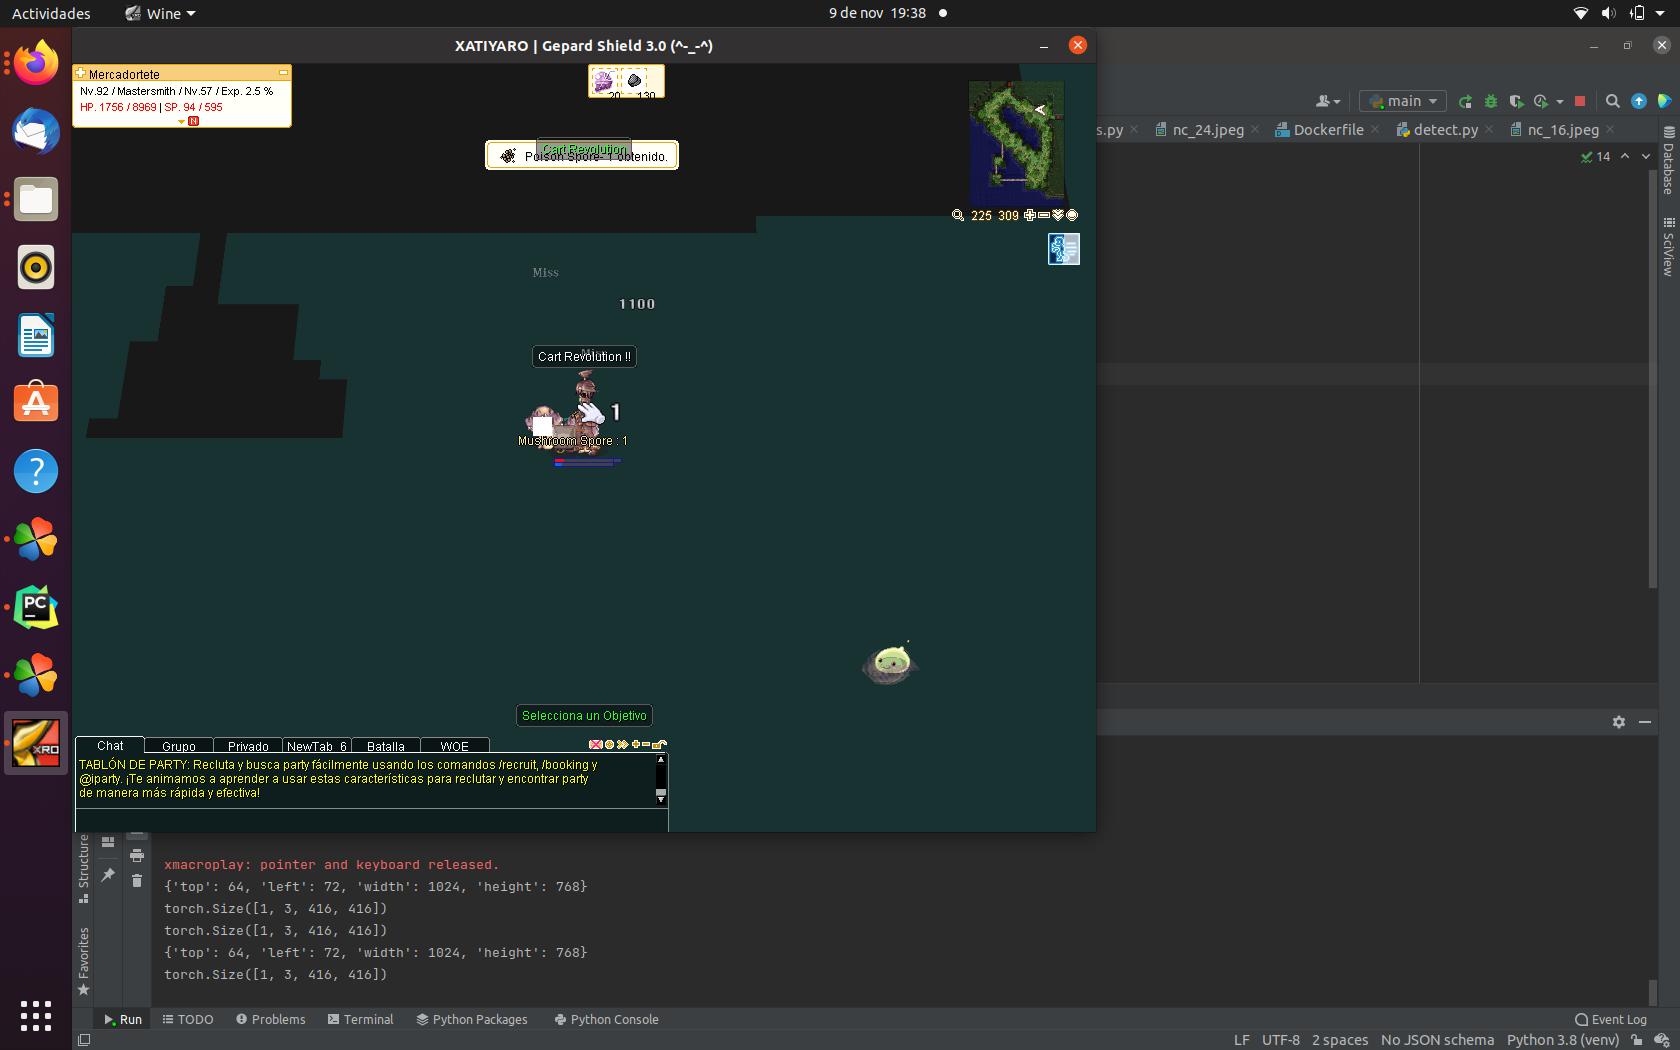 Actividades
Wine
9 de nov 19:38
XATIYARO | Gepard Shield 3.0 (^-_-^)
Mercadortete
Nv.92 / Mastersmith / Nv.57 / Exp. 2.5 %
HP. 1756 / 8969 | SP. 94 / 595
N
20
130
Cart Revolution
Poison Spore- 1 obtenido.
225 309
main
s.py
nc_24.jpeg
Dockerfile
detect.py
nc_16.jpeg
14
Database
SciView
Miss
1100
Cart Revolution !!
1
Mushroom Spore : 1
Selecciona un Objetivo
Chat
Grupo
Privado
NewTab_6
Batalla
WOE
TABLÓN DE PARTY: Recluta y busca party fácilmente usando los comandos /recruit, /booking y
@iparty. ¡Te animamos a aprender a usar estas características para reclutar y encontrar party
de manera más rápida y efectiva!
PC
XRO
Structure
Favorites
xmacroplay: pointer and keyboard released.
{'top': 64, 'left': 72, 'width': 1024, 'height': 768}
torch.Size([1, 3, 416, 416])
torch.Size([1, 3, 416, 416])
{'top': 64, 'left': 72, 'width': 1024, 'height': 768}
torch.Size([1, 3, 416, 416])
Run
TODO
Problems
Terminal
Python Packages
Python Console
Event Log
LF UTF-8 2 spaces No JSON schema Python 3.8 (venv)